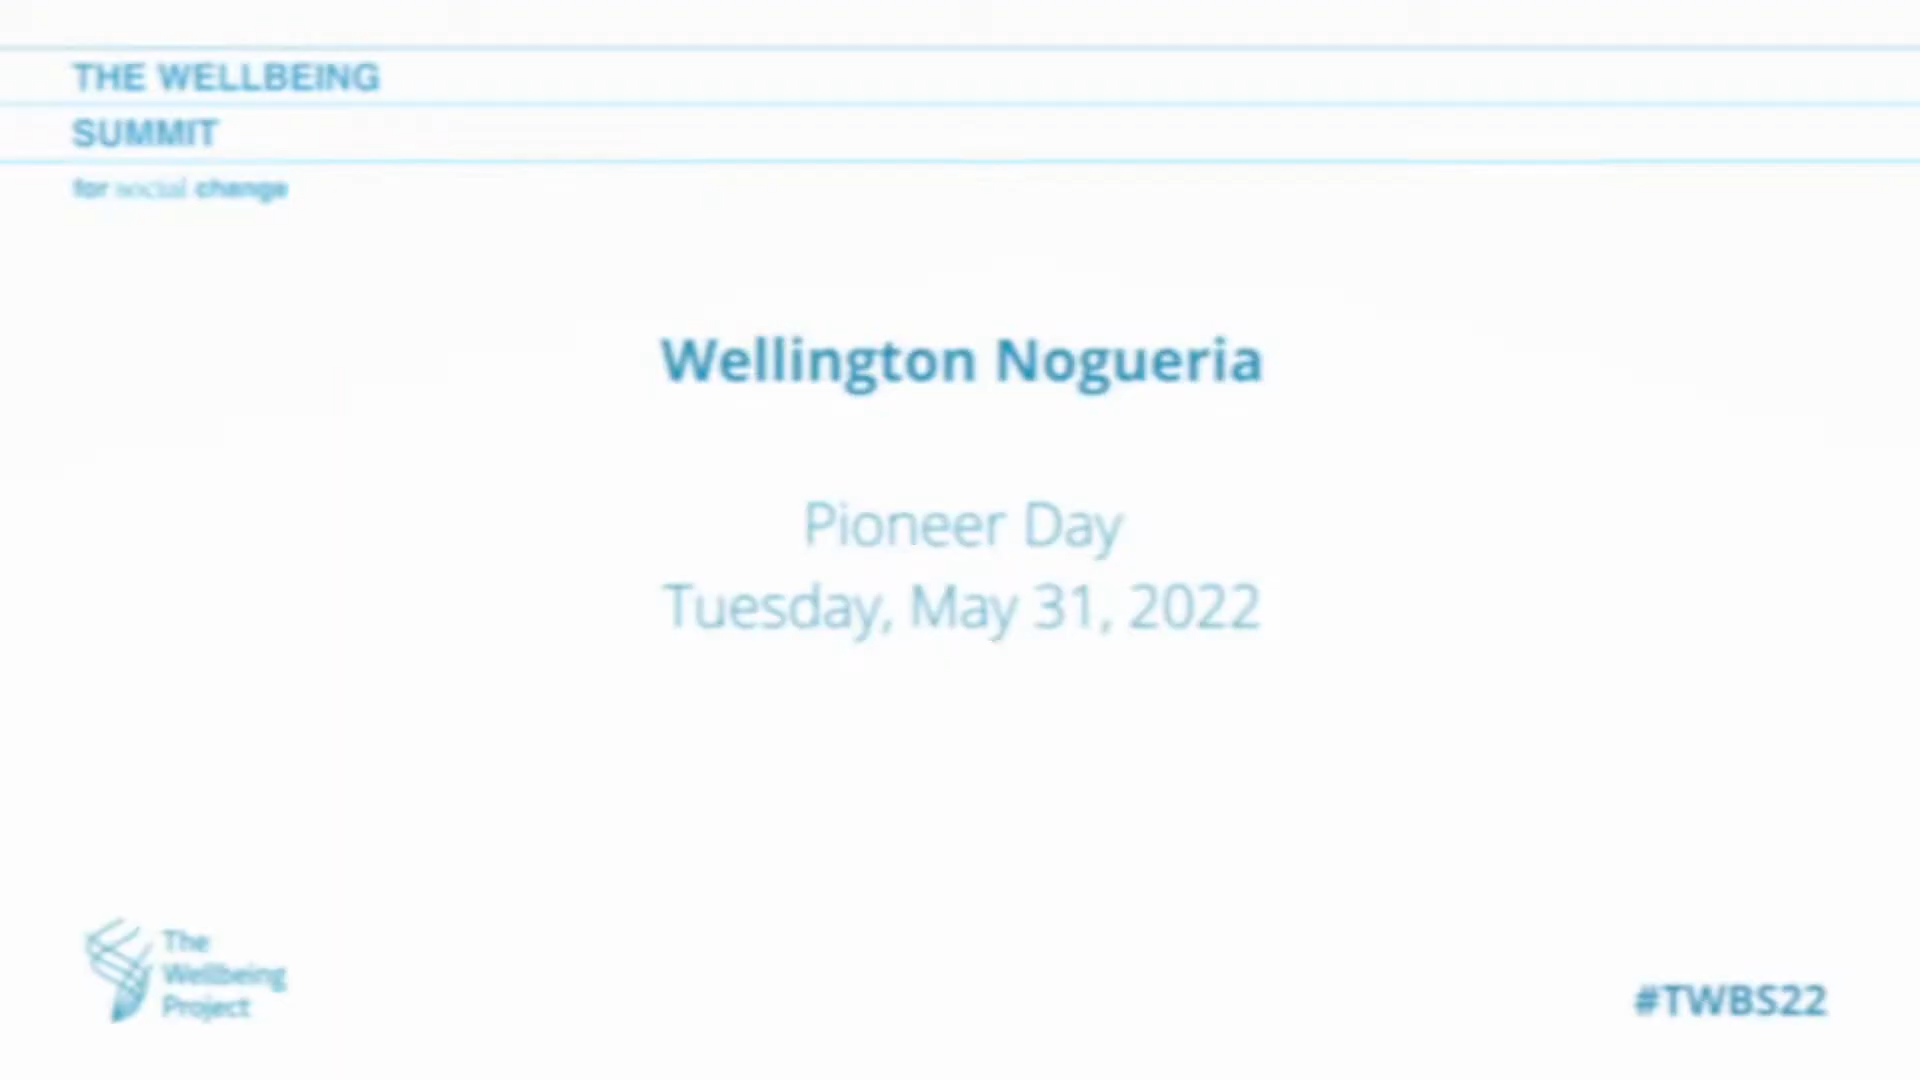 THE WELLBEING
SUMMIT
for social change
Wellington Nogueria
Pioneer Day
Tuesday, May 31, 2022
The
Wellbeing
Project
#TWBS22